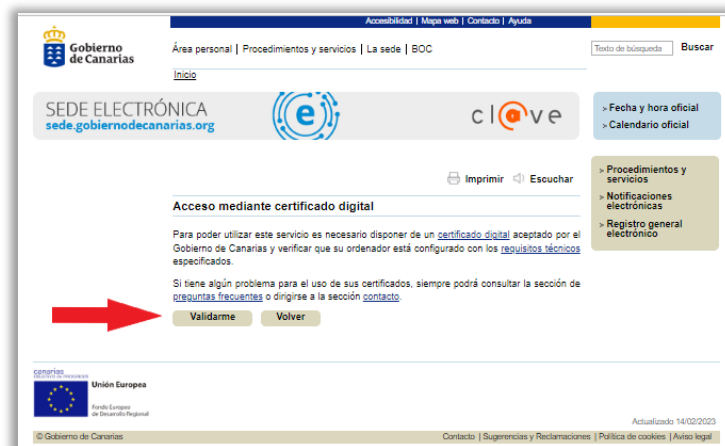 Accesibilidad | Mapa web | Contacto | Ayuda
Gobierno
de Canarias
Área personal | Procedimientos y servicios | La sede | BOC
Texto de búsqueda Buscar
Inicio
SEDE ELECTRÓNICA
sede.gobiernodecanarias.org
e
cl@ve
> Fecha y hora oficial
> Calendario oficial
Imprimir Escuchar
> Procedimientos y
servicios
> Notificaciones
electrónicas
> Registro general
electrónico
Acceso mediante certificado digital
Para poder utilizar este servicio es necesario disponer de un certificado digital aceptado por el
Gobierno de Canarias y verificar que su ordenador está configurado con los requisitos técnicos
especificados.
Si tiene algún problema para el uso de sus certificados, siempre podrá consultar la sección de
preguntas frecuentes o dirigirse a la sección contacto.
Validarme Volver
canarias
Unión Europea
Fondo Europeo
de Desarrollo Regional
Actualizado 14/02/2023
© Gobierno de Canarias
Contacto | Sugerencias y Reclamaciones | Política de cookies | Aviso legal